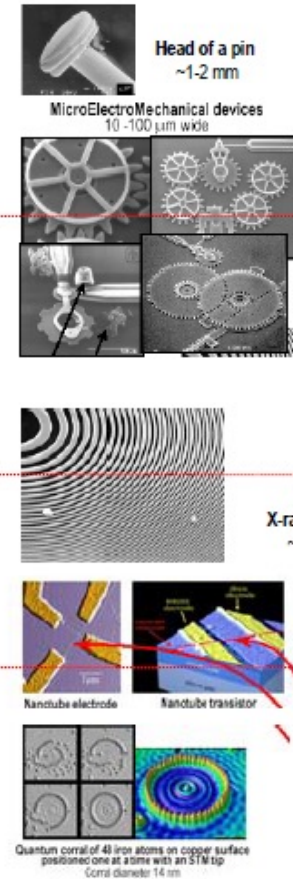 Head of a pin
~1-2 mm
MicroElectroMechanical devices
10 -100 μm wide
X-ra
~
Nanotube electrode
Nanotube transistor
Quantum corral of 48 iron atoms on copper surface
positioned one at a time with an STM tip
Corral diameter 14 nm